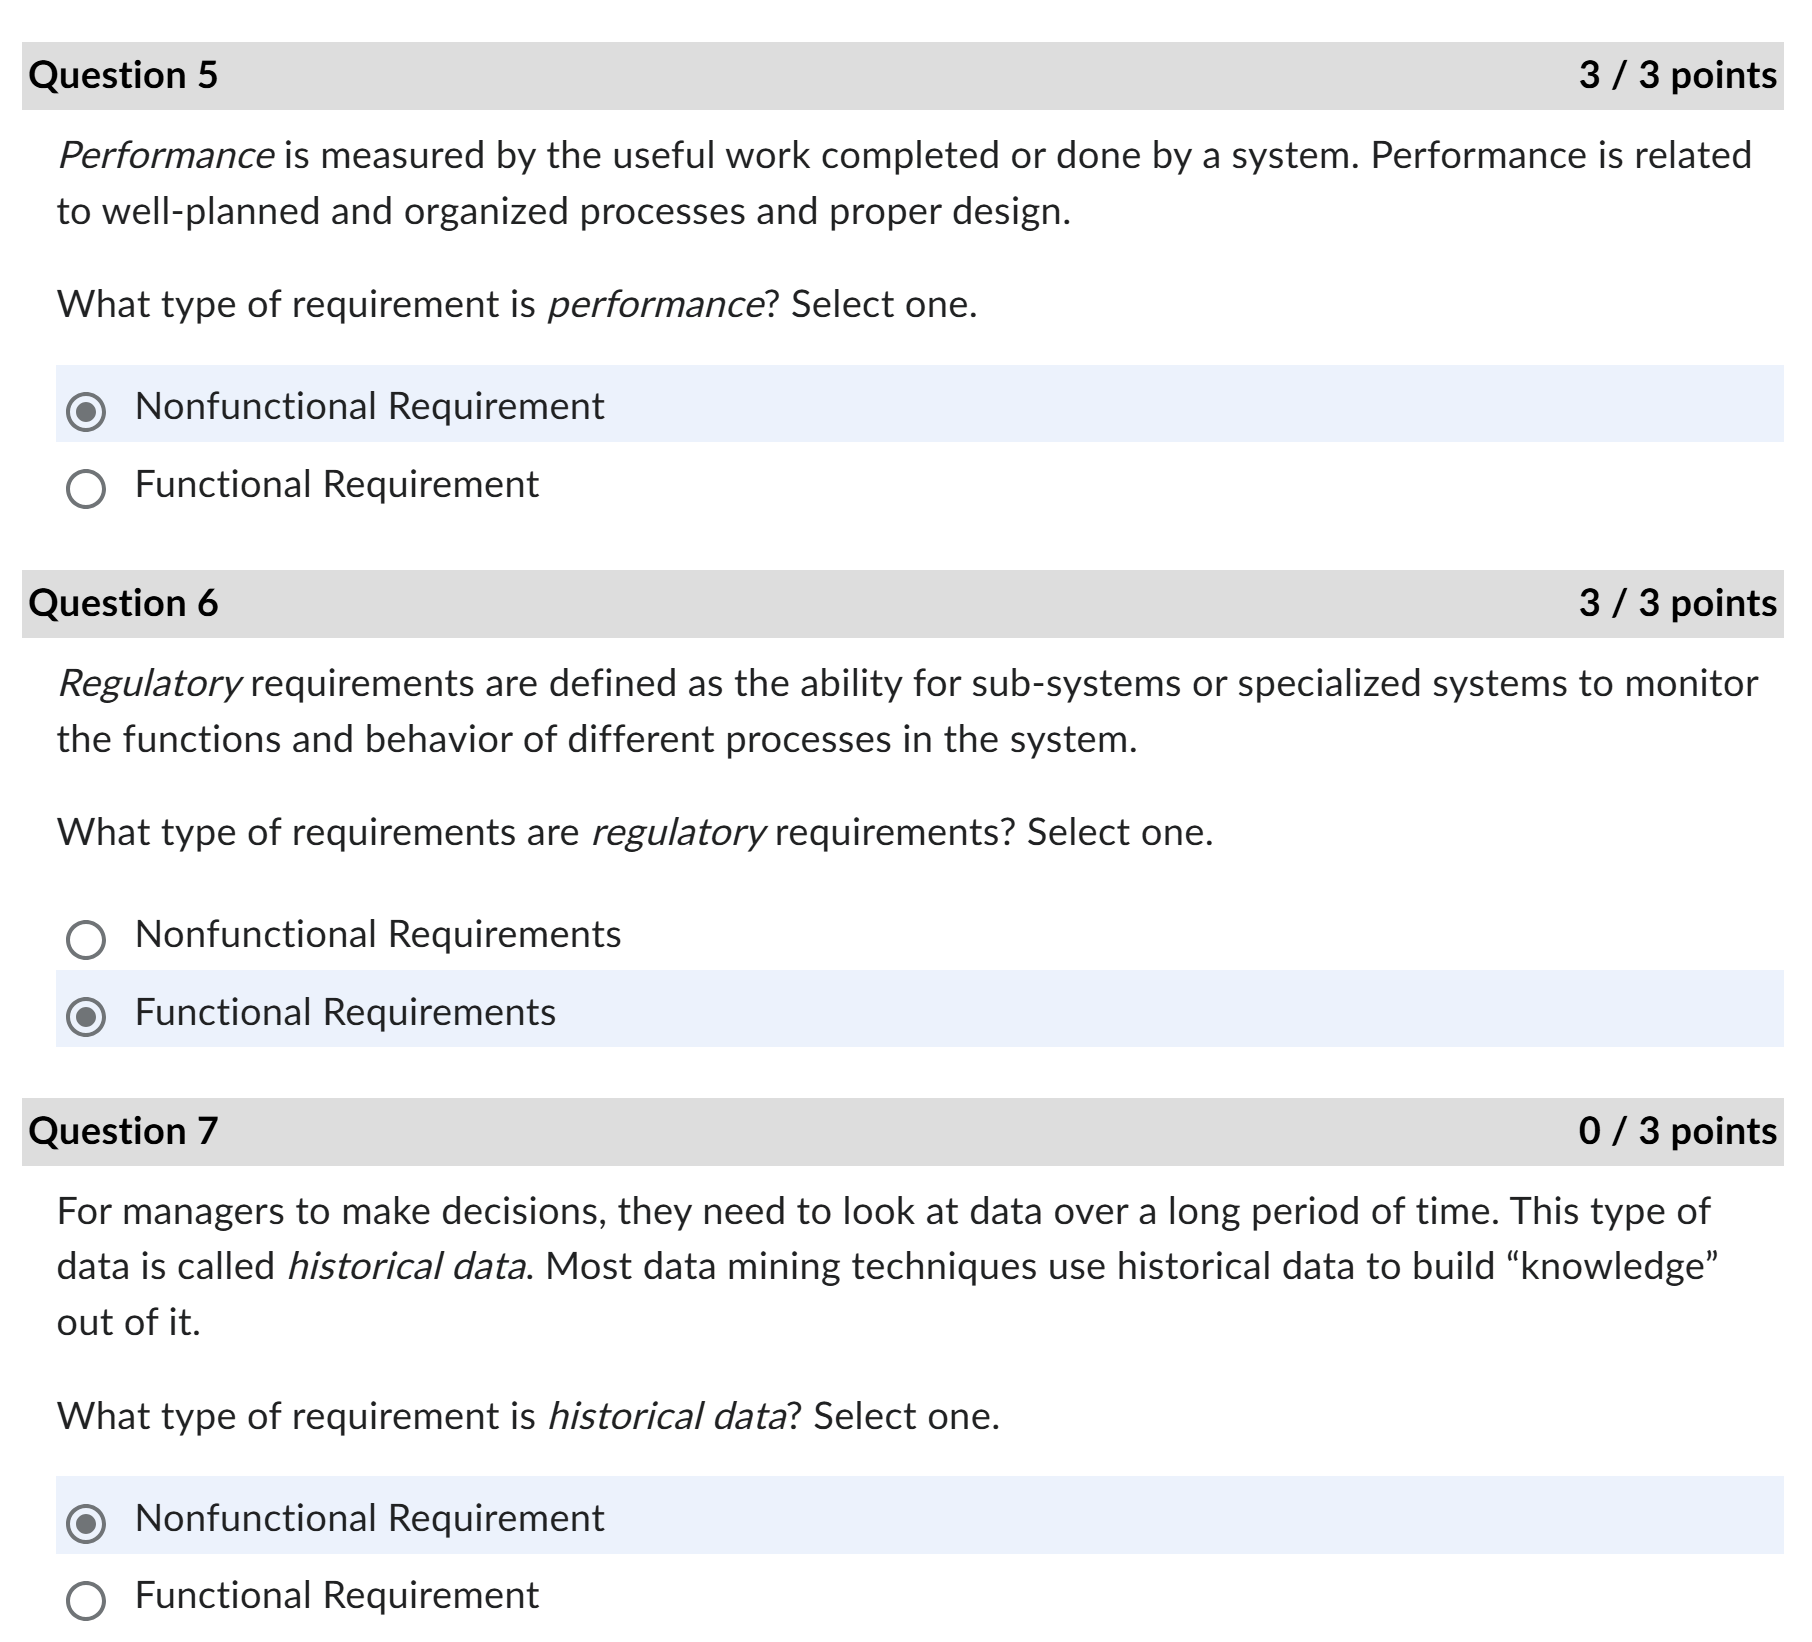 Question 5 3 / 3 points
Performance is measured by the useful work completed or done by a system. Performance is related
to well-planned and organized processes and proper design.
What type of requirement is performance? Select one.
Nonfunctional Requirement
Functional Requirement
Question 6 3 / 3 points
Regulatory requirements are defined as the ability for sub-systems or specialized systems to monitor
the functions and behavior of different processes in the system.
What type of requirements are regulatory requirements? Select one.
Nonfunctional Requirements
Functional Requirements
Question 7 0 / 3 points
For managers to make decisions, they need to look at data over a long period of time. This type of
data is called historical data. Most data mining techniques use historical data to build “knowledge”
out of it.
What type of requirement is historical data? Select one.
Nonfunctional Requirement
Functional Requirement